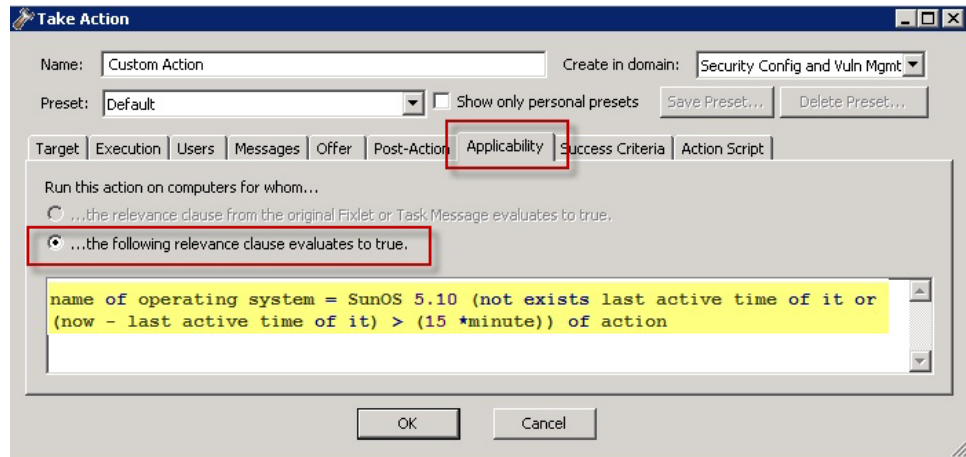 Take Action
Name: Custom Action Create in domain: Security Config and Vuln Mgmt
Preset: Default Show only personal presets Save Preset... Delete Preset...
Target Execution Users Messages Offer Post-Action Applicability Success Criteria Action Script
Run this action on computers for whom...
...the relevance clause from the original Fixlet or Task Message evaluates to true.
...the following relevance clause evaluates to true.
name of operating system = SunOS 5.10 (not exists last active time of it or
(now - last active time of it) > (15 *minute)) of action
OK Cancel